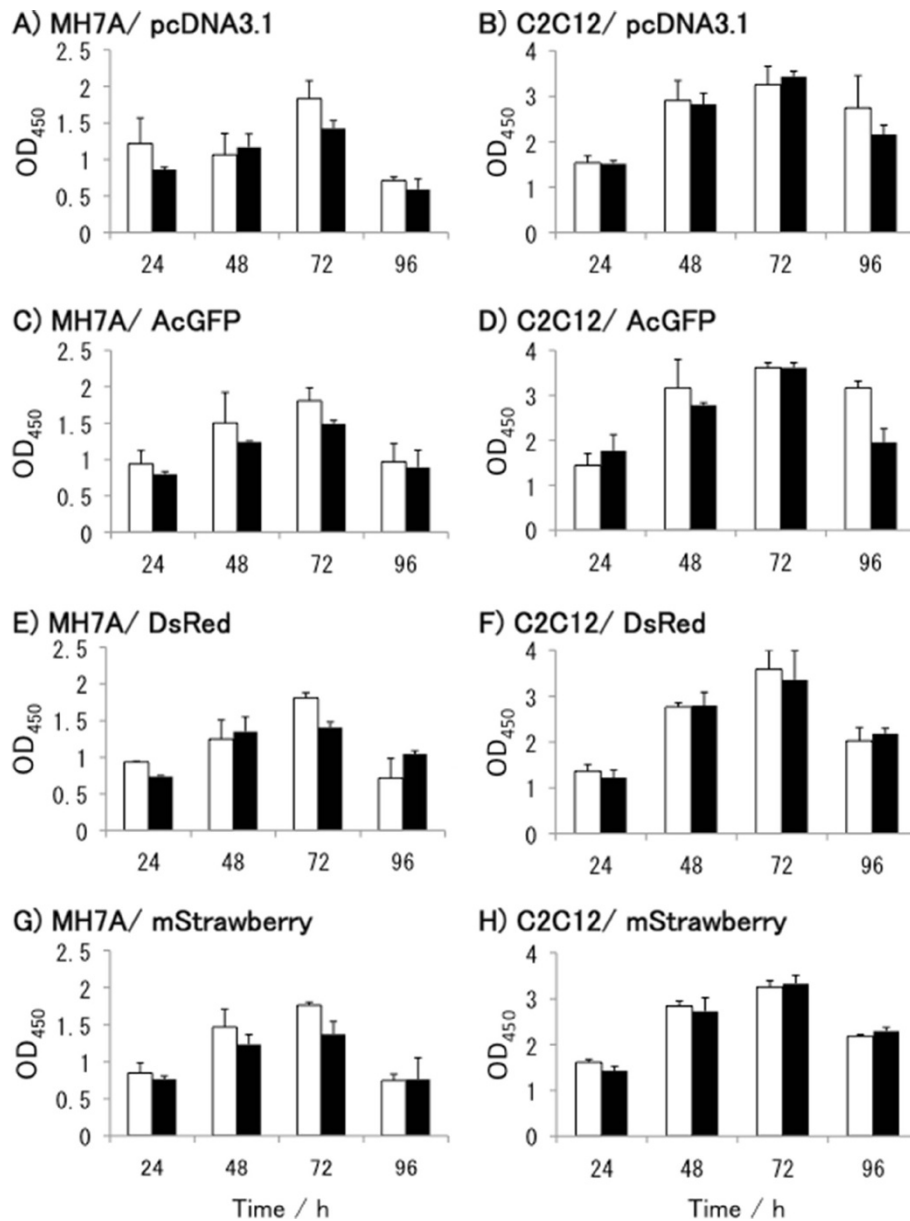 A) MH7A/ pcDNA3.1
2.5
2
1.5
1
0.5
0
OD450
24 48 72 96
B) C2C12/ pcDNA3.1
4
3
2
1
0
OD450
24 48 72 96
C) MH7A/ AcGFP
2.5
2
1.5
1
0.5
0
OD450
24 48 72 96
D) C2C12/ AcGFP
4
3
2
1
0
OD450
24 48 72 96
E) MH7A/ DsRed
2.5
2
1.5
1
0.5
0
OD450
24 48 72 96
F) C2C12/ DsRed
4
3
2
1
0
OD450
24 48 72 96
G) MH7A/ mStrawberry
2.5
2
1.5
1
0.5
0
OD450
24 48 72 96
Time / h
H) C2C12/ mStrawberry
4
3
2
1
0
OD450
24 48 72 96
Time / h